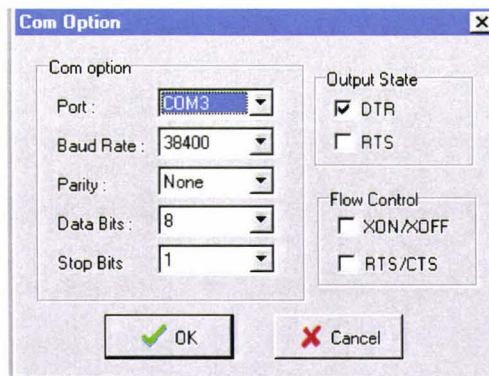 Com Option
Com option
Port : COM3
Baud Rate : 38400
Parity : None
Data Bits : 8
Stop Bits 1
Output State
DTR
RTS
Flow Control
XON/XOFF
RTS/CTS
OK Cancel